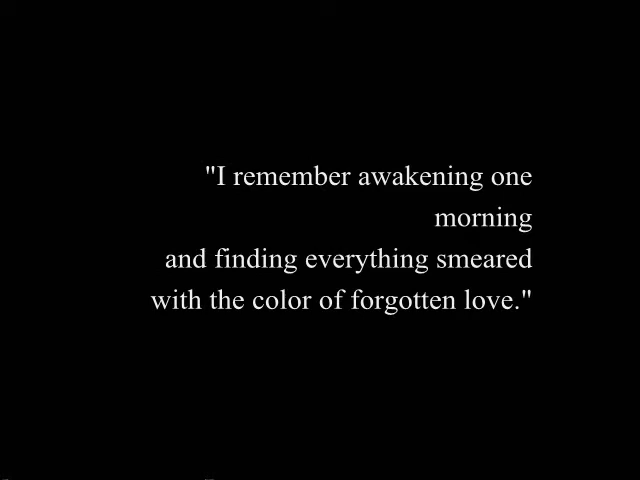 "I remember awakening one
morning
and finding everything smeared
with the color of forgotten love."